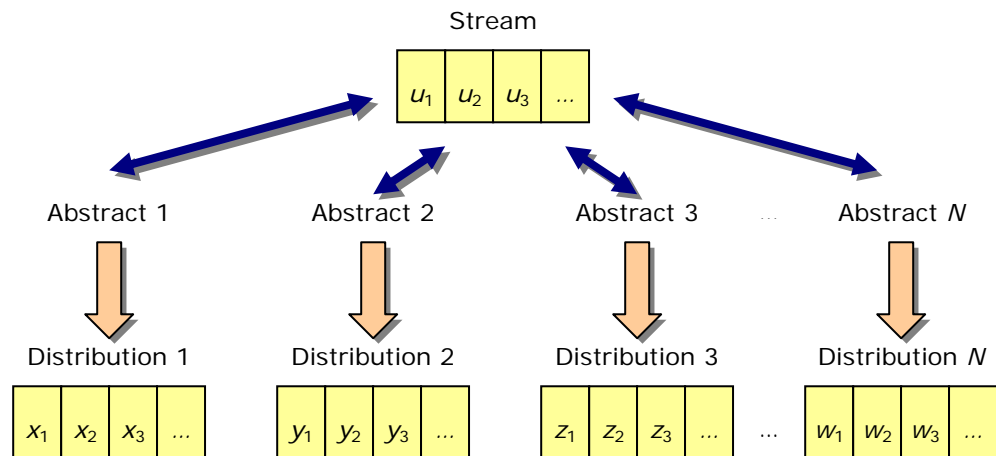 Stream
u₁ u₂ u₃ ...
Abstract 1 Abstract 2 Abstract 3 ... Abstract N
Distribution 1 Distribution 2 Distribution 3 Distribution N
x₁ x₂ x₃ ... y₁ y₂ y₃ ... z₁ z₂ z₃ ... ... w₁ w₂ w₃ ...